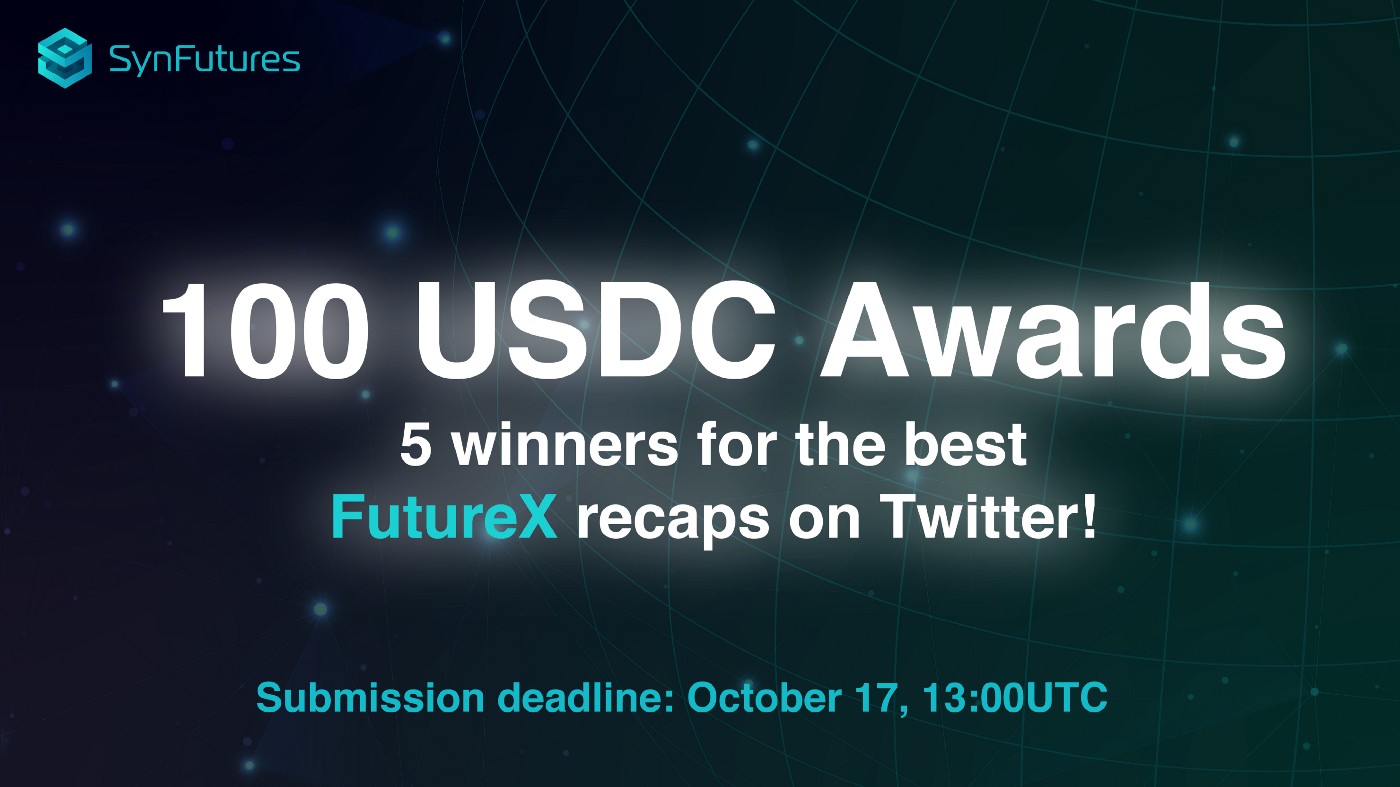 SynFutures
100 USDC Awards
5 winners for the best
FutureX recaps on Twitter!
Submission deadline: October 17, 13:00UTC